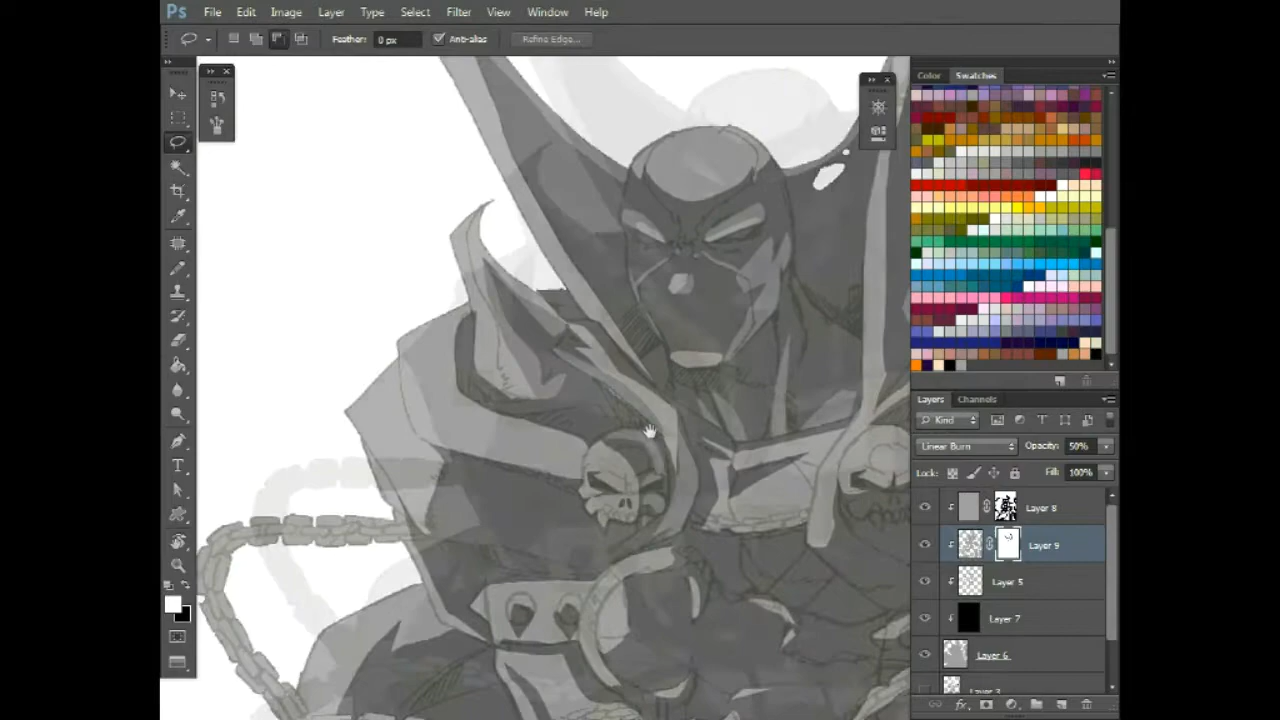 Ps File Edit Image Layer Type Select Filter View Window Help
Feather: 0 px Anti-alias Refine Edge...
Color Swatches
Layers Channels
Kind
Linear Burn Opacity: 50%
Lock: Fill: 100%
Layer 8
Layer 9
Layer 5
Layer 7
Layer 6
Layer 3